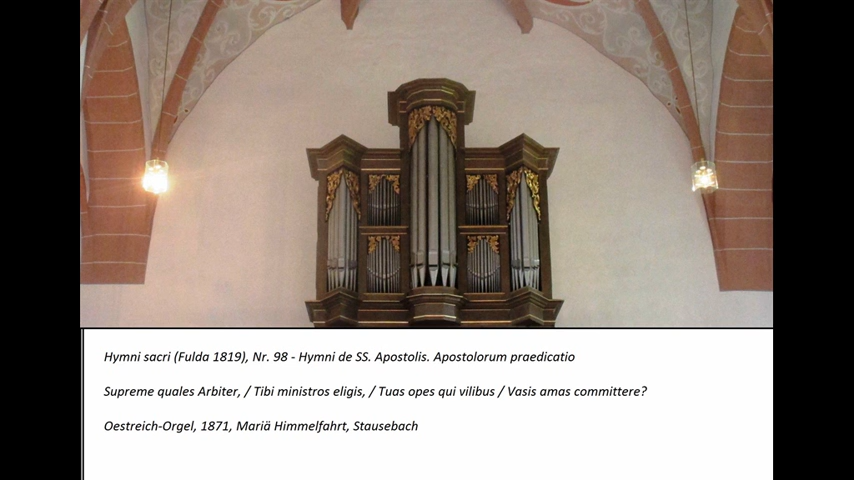 Hymni sacri (Fulda 1819), Nr. 98 - Hymni de SS. Apostolis. Apostolorum praedicatio
Supreme quales Arbiter, / Tibi ministros eligis, / Tuas opes qui vilibus / Vasis amas committere?
Oestreich-Orgel, 1871, Mariä Himmelfahrt, Stausebach